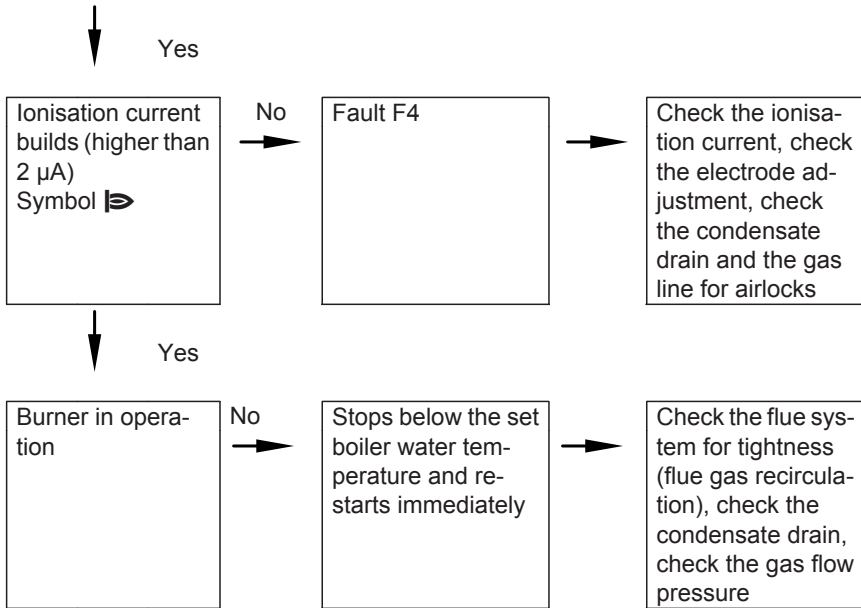 Yes
Ionisation current
builds (higher than
2 µA)
Symbol
No
Fault F4
Check the ionisa-
tion current, check
the electrode ad-
justment, check
the condensate
drain and the gas
line for airlocks
Yes
Burner in opera-
tion
No
Stops below the set
boiler water tem-
perature and re-
starts immediately
Check the flue sys-
tem for tightness
(flue gas recircula-
tion), check the
condensate drain,
check the gas flow
pressure